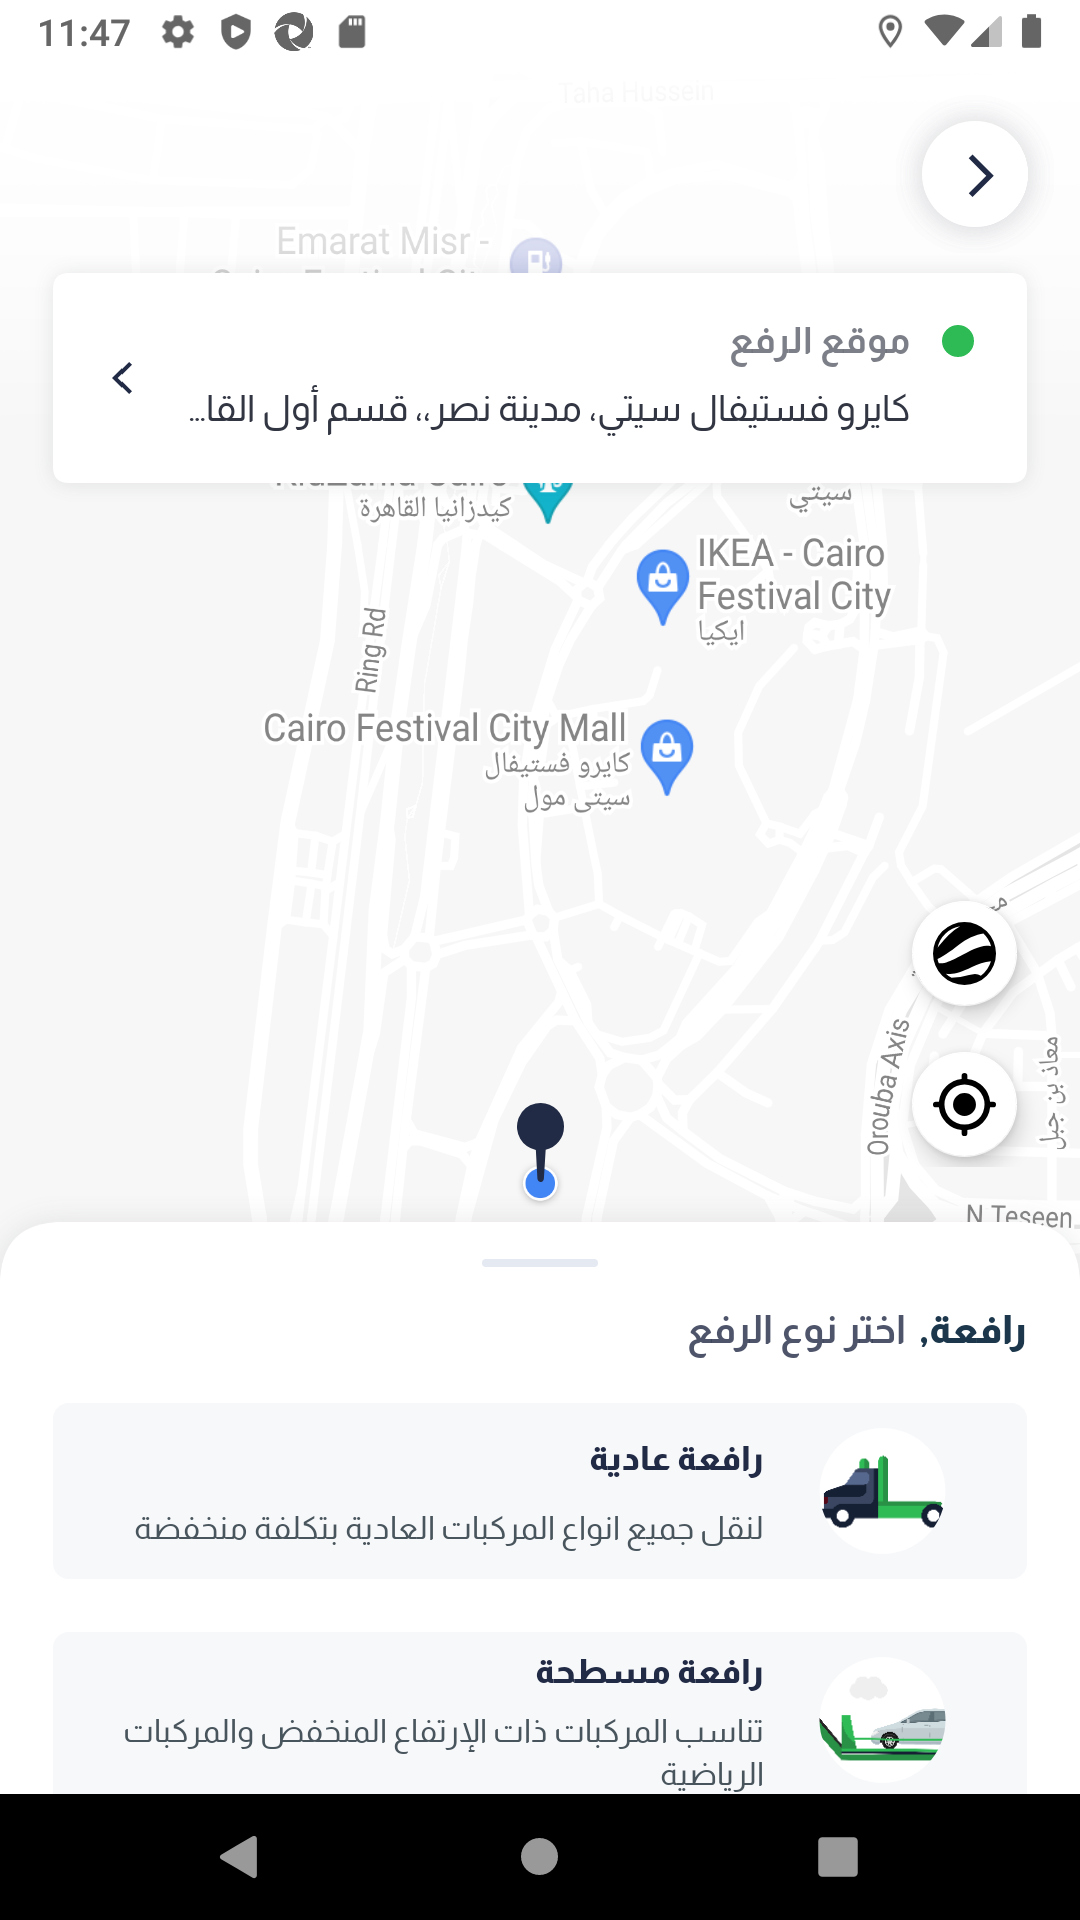 11:47
Taha Hussein
Emarat Misr -
موقع الرفع
كايرو فستيفال سيتي، مدينة نصر،، قسم أول القا...
كيدزانيا القاهرة
سيتي
IKEA - Cairo
Festival City
ايكيا
Ring Rd
Cairo Festival City Mall
كايرو فستيفال
سيتى مول
Orouba Axis
معاذ بن جبل
N Teseen
رافعة, اختر نوع الرفع
رافعة عادية
لنقل جميع انواع المركبات العادية بتكلفة منخفضة
رافعة مسطحة
تناسب المركبات ذات الإرتفاع المنخفض والمركبات
الرياضية